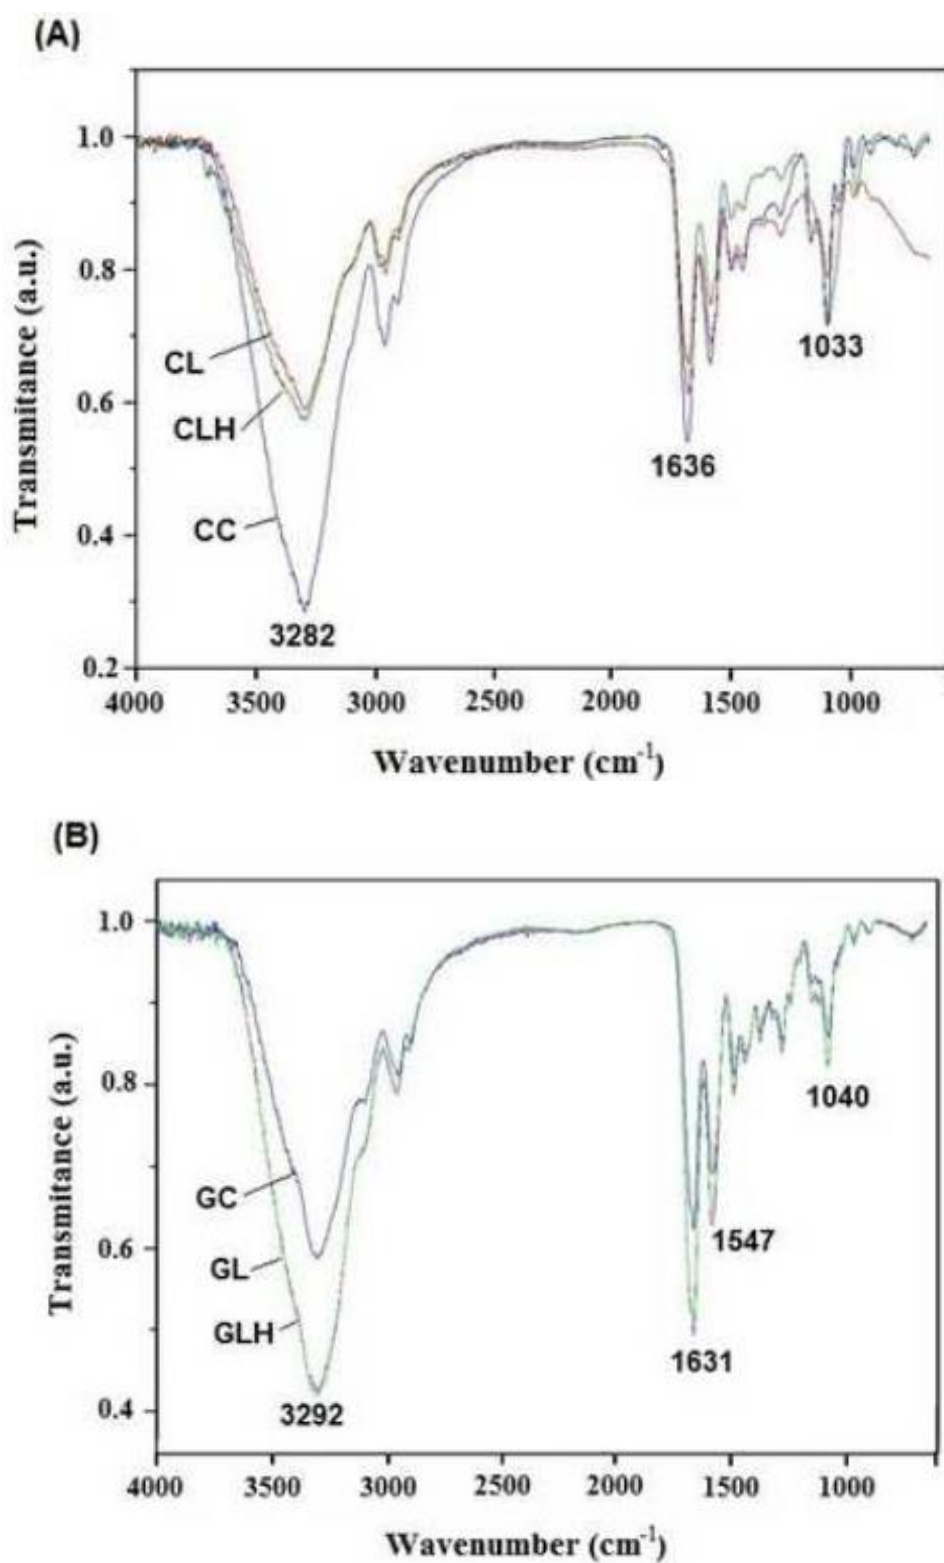 (A)
1.0
0.8
0.6
0.4
0.2
Transmitance (a.u.)
CL
CLH
CC
3282
1636
1033
4000 3500 3000 2500 2000 1500 1000
Wavenumber (cm⁻¹)
(B)
1.0
0.8
0.6
0.4
Transmitance (a.u.)
GC
GL
GLH
3292
1631
1547
1040
4000 3500 3000 2500 2000 1500 1000
Wavenumber (cm⁻¹)